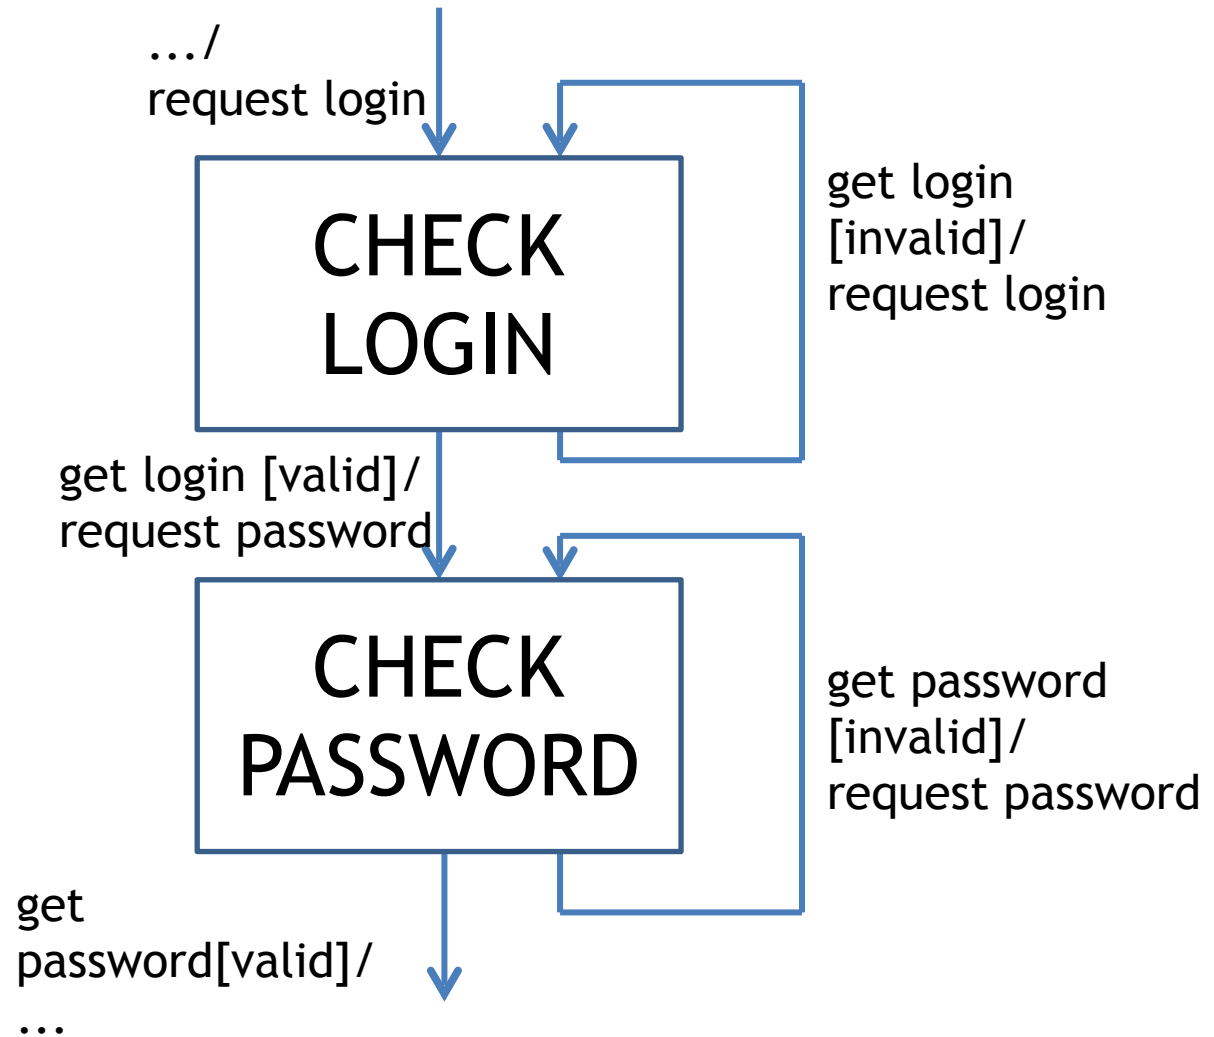 .../
request login
CHECK
LOGIN
get login
[invalid]/
request login
get login [valid]/
request password
CHECK
PASSWORD
get password
[invalid]/
request password
get
password[valid]/
...